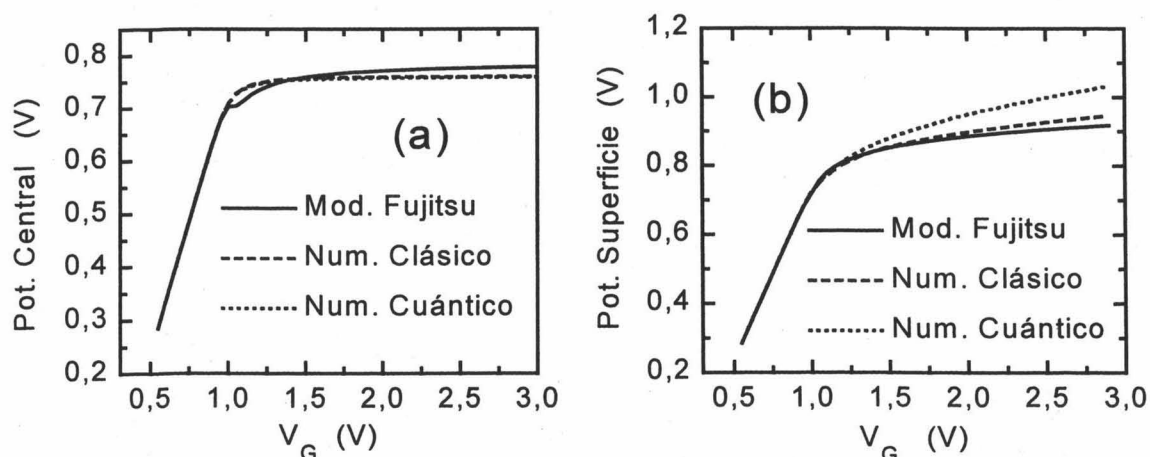 Pot. Central (V)
0,8
0,7
0,6
0,5
0,4
0,3
0,2
(a)
Mod. Fujitsu
Num. Clásico
Num. Cuántico
0,5 1,0 1,5 2,0 2,5 3,0
V_G (V)
Pot. Superficie (V)
1,2
1,0
0,8
0,6
0,4
0,2
(b)
Mod. Fujitsu
Num. Clásico
Num. Cuántico
0,5 1,0 1,5 2,0 2,5 3,0
V_G (V)